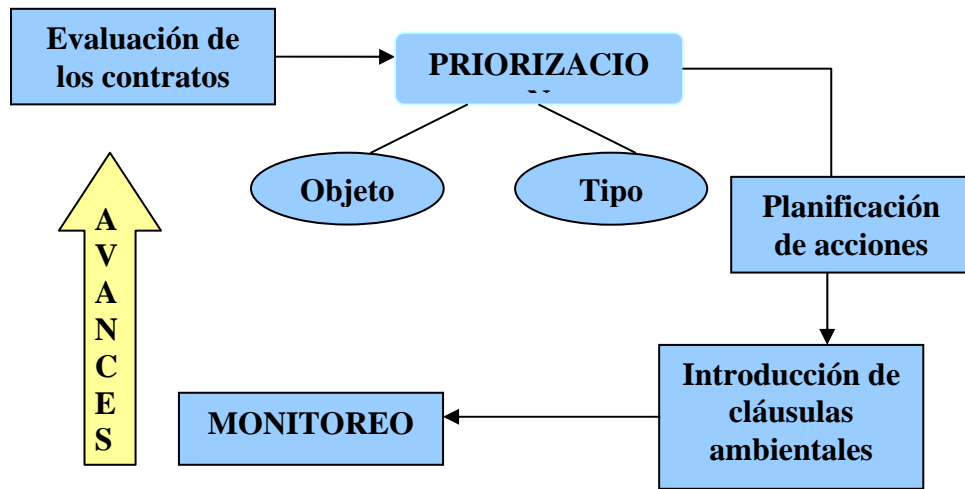 Evaluación de
los contratos
PRIORIZACIO
Objeto
Tipo
Planificación
de acciones
Introducción de
cláusulas
ambientales
MONITOREO
A
V
A
N
C
E
S